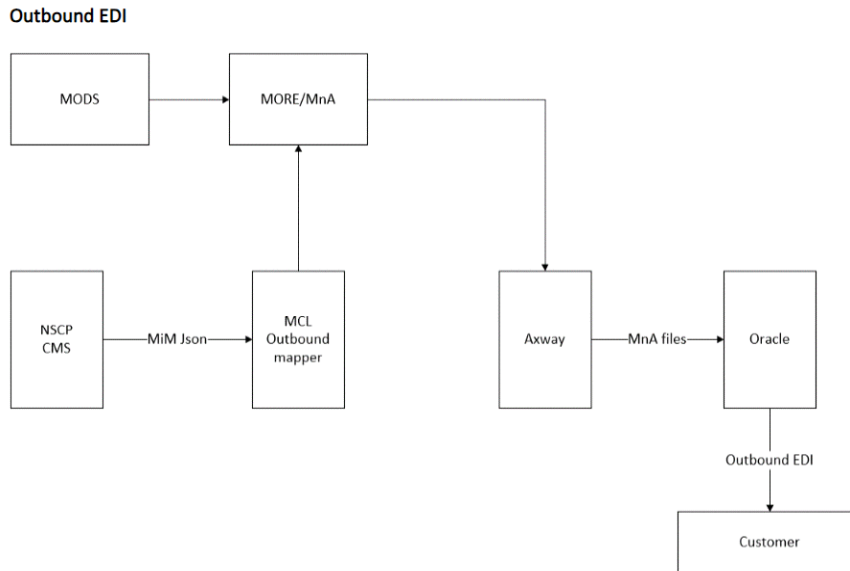 Outbound EDI
MODS
MORE/MnA
NSCP
CMS
MiM Json
MCL
Outbound
mapper
Axway
MnA files
Oracle
Outbound EDI
Customer